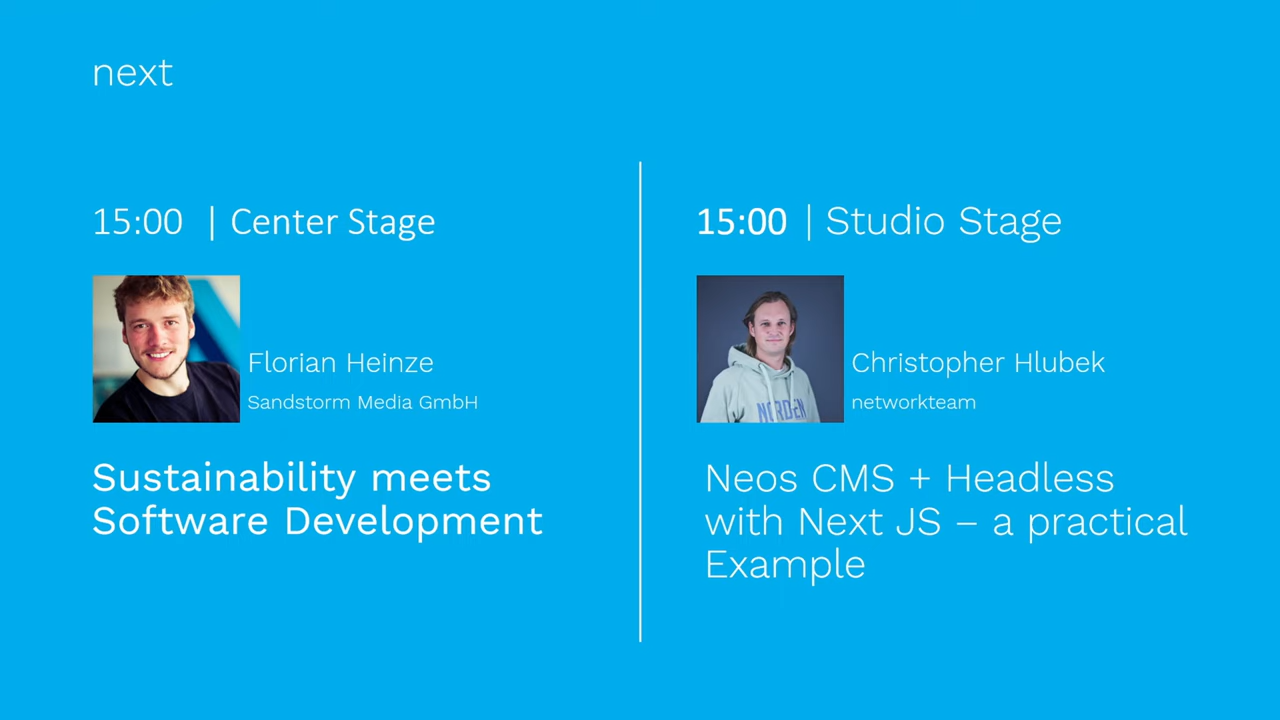 next
15:00 | Center Stage
Florian Heinze
Sandstorm Media GmbH
Sustainability meets
Software Development
15:00 | Studio Stage
NORDEN
Christopher Hlubek
networkteam
Neos CMS + Headless
with Next JS – a practical
Example